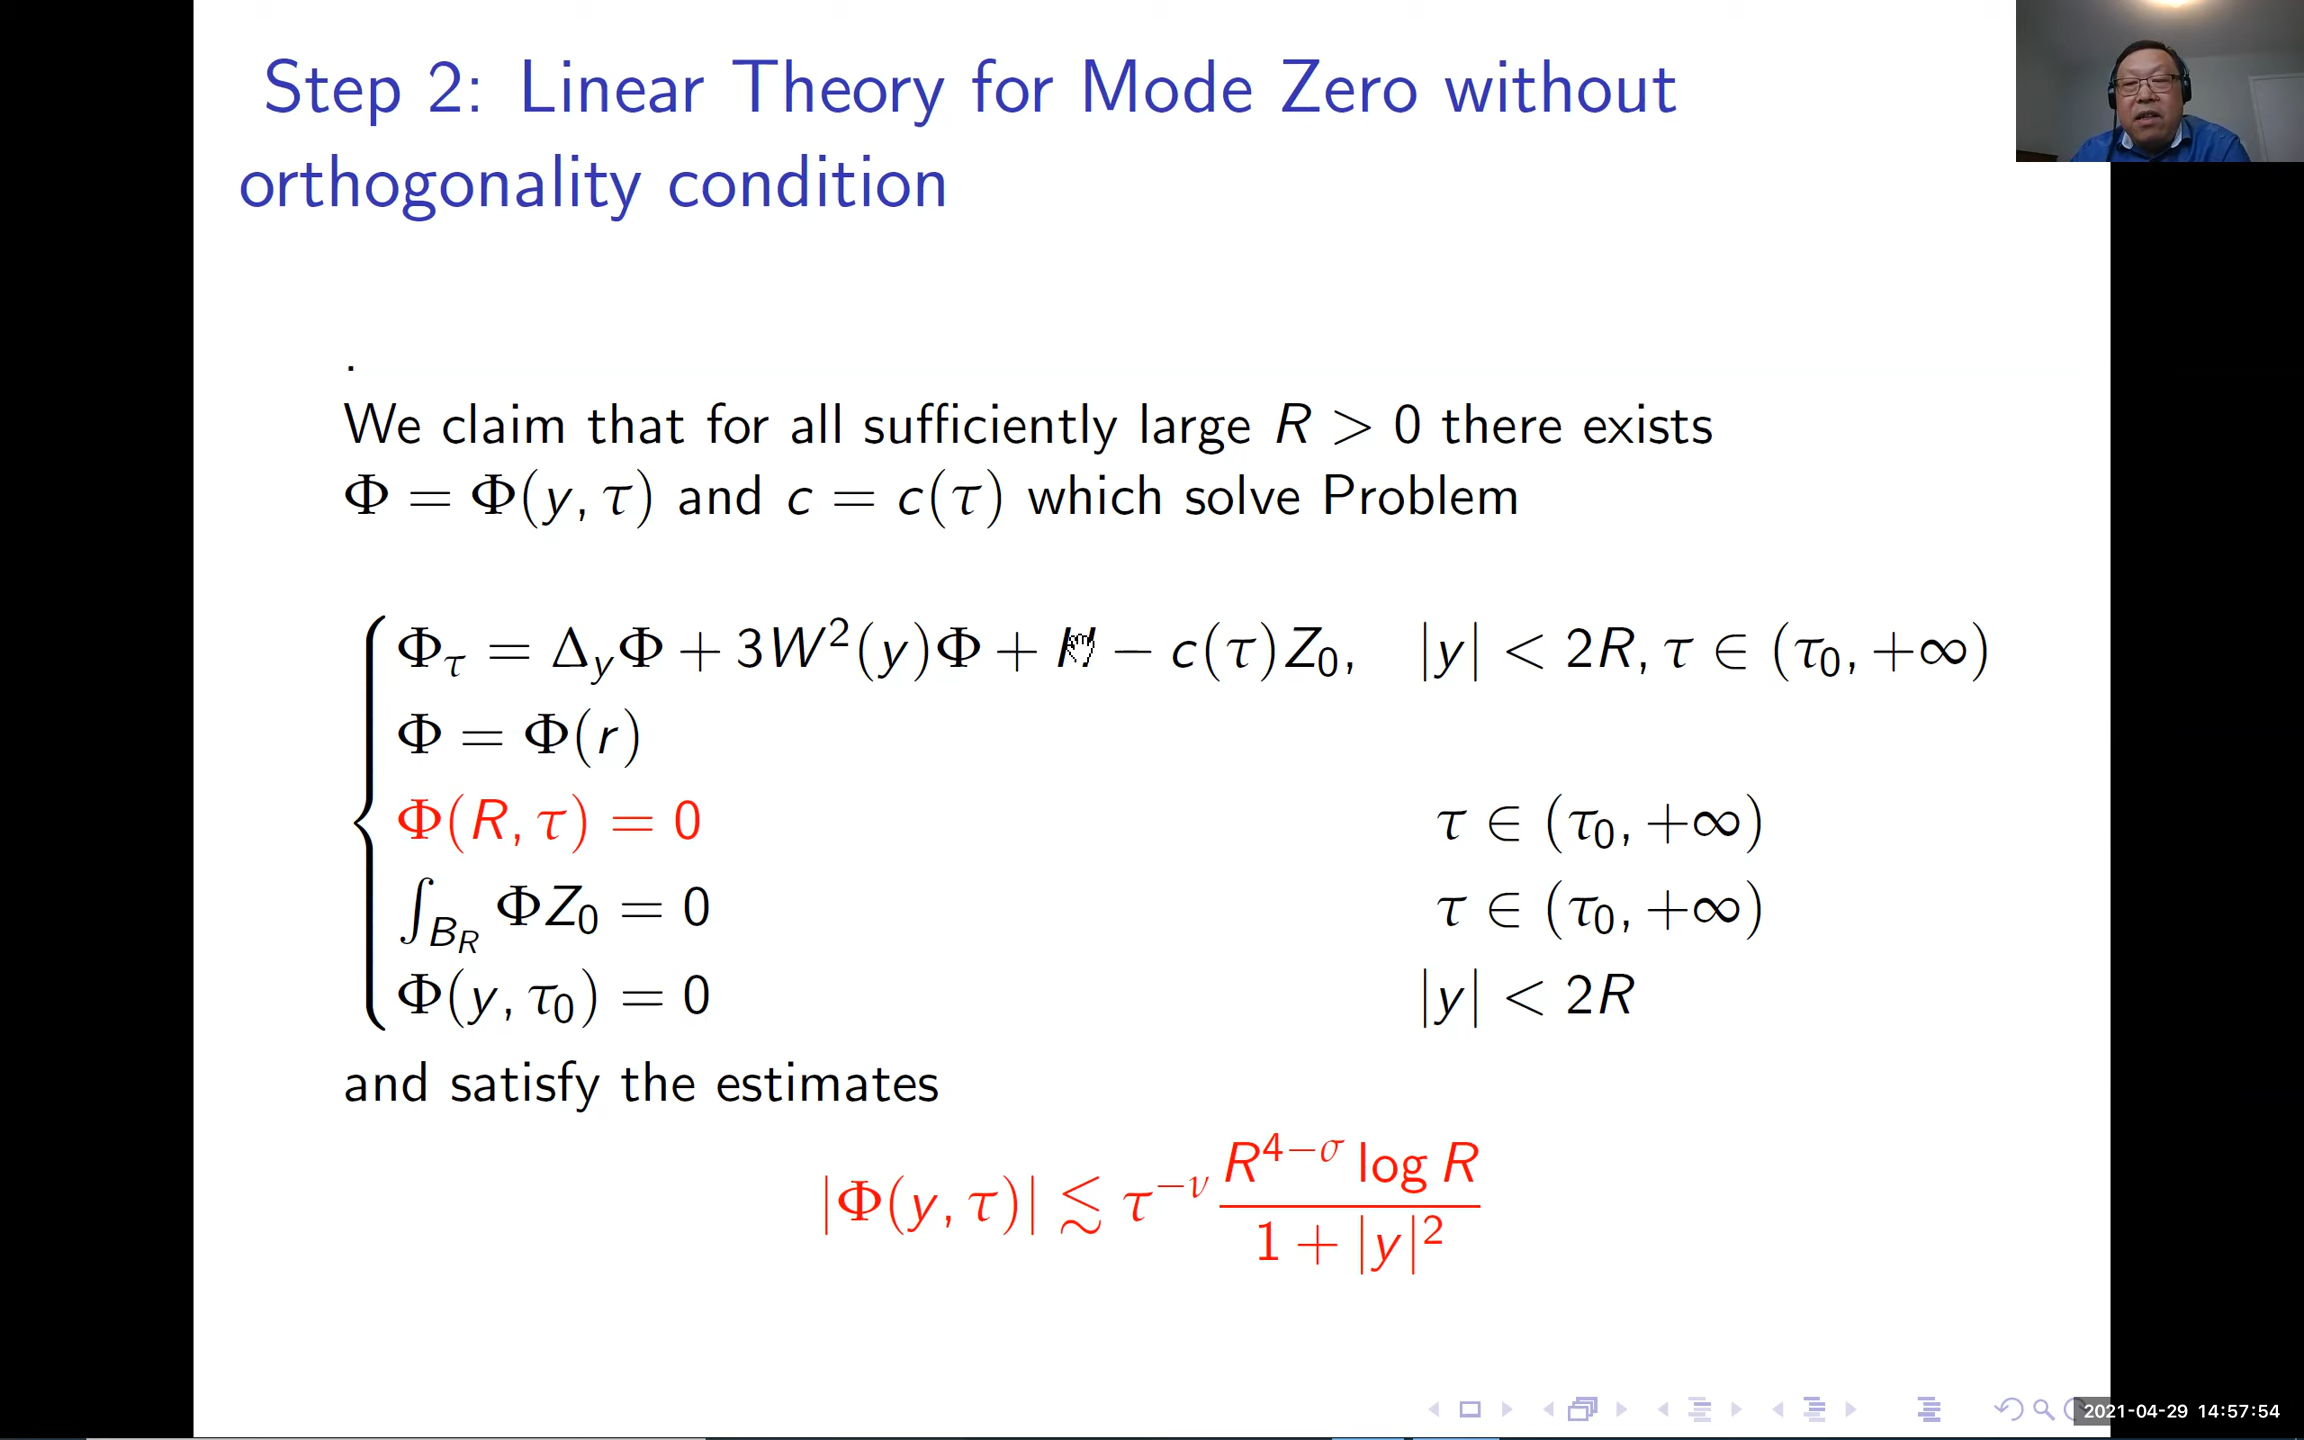 Step 2: Linear Theory for Mode Zero without
orthogonality condition
.
We claim that for all sufficiently large R > 0 there exists
Φ = Φ(y, τ) and c = c(τ) which solve Problem
Φ_τ = Δ_yΦ + 3W²(y)Φ + − c(τ)Z₀, |y| < 2R, τ ∈ (τ₀, +∞)
Φ = Φ(r)
Φ(R, τ) = 0 τ ∈ (τ₀, +∞)
∫_{B_R} ΦZ₀ = 0 τ ∈ (τ₀, +∞)
Φ(y, τ₀) = 0 |y| < 2R
and satisfy the estimates
|Φ(y, τ)| ≲ τ^{−ν} \frac{R^{4−σ} log R}{1 + |y|²}
2021-04-29 14:57:54